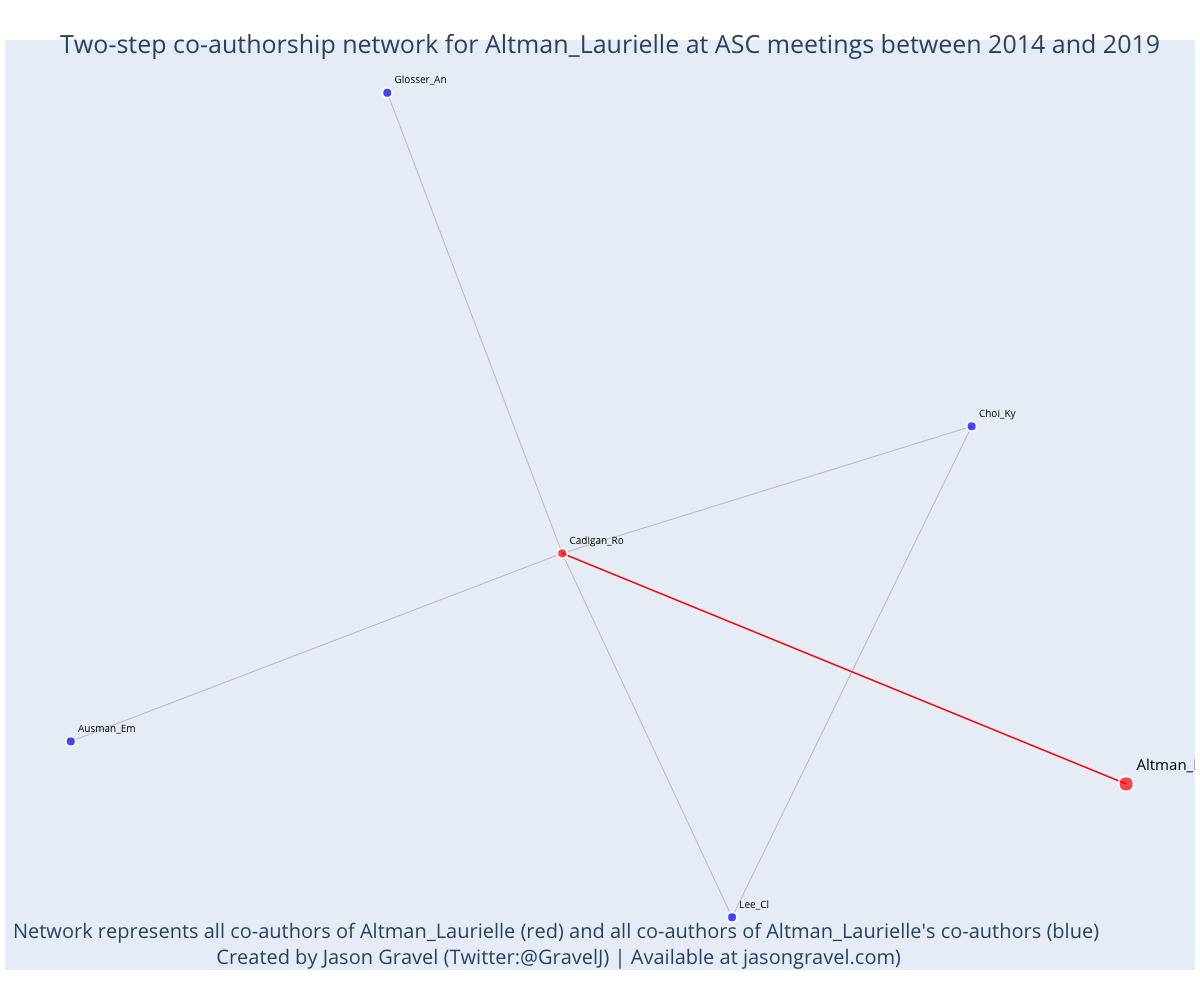 Two-step co-authorship network for Altman_Laurielle at ASC meetings between 2014 and 2019
Glosser_An
Choi_Ky
Cadigan_Ro
Ausman_Em
Altman_
Lee_Cl
Network represents all co-authors of Altman_Laurielle (red) and all co-authors of Altman_Laurielle's co-authors (blue)
Created by Jason Gravel (Twitter:@GravelJ) | Available at jasongravel.com)